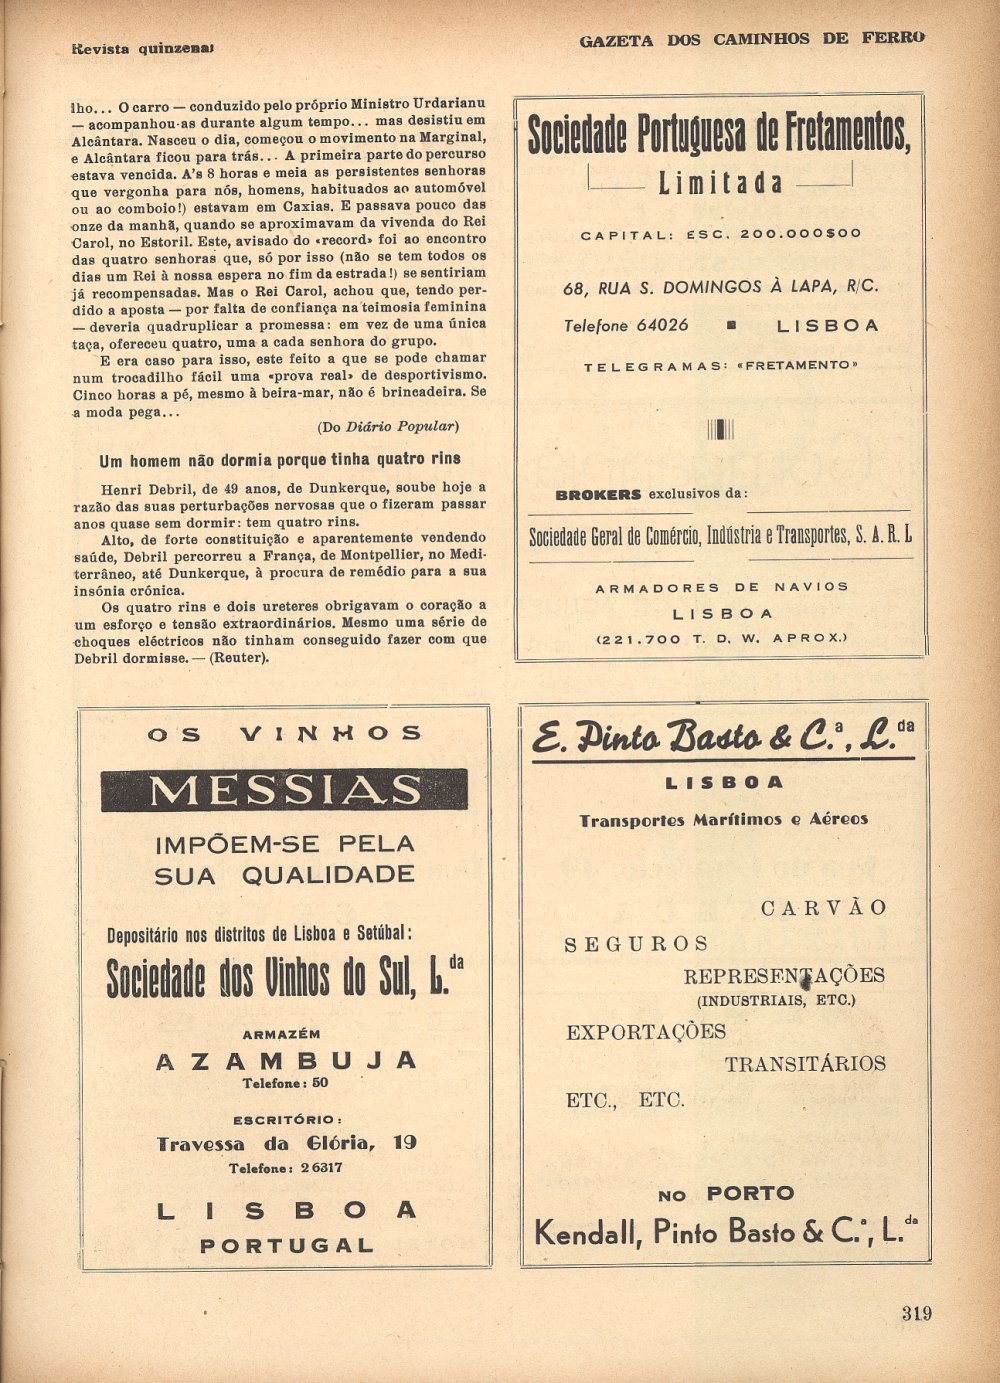 Revista quinzenal
GAZETA DOS CAMINHOS DE FERRO
lho... O carro — conduzido pelo próprio Ministro Urdarianu
— acompanhou-as durante algum tempo... mas desistiu em
Alcântara. Nasceu o dia, começou o movimento na Marginal,
e Alcântara ficou para trás... A primeira parte do percurso
estava vencida. A's 8 horas e meia as persistentes senhoras
que vergonha para nós, homens, habituados ao automóvel
ou ao comboio!) estavam em Caxias. E passava pouco das
onze da manhã, quando se aproximavam da vivenda do Rei
Carol, no Estoril. Este, avisado do «record» foi ao encontro
das quatro senhoras que, só por isso (não se tem todos os
dias um Rei à nossa espera no fim da estrada!) se sentiriam
já recompensadas. Mas o Rei Carol, achou que, tendo per-
dido a aposta — por falta de confiança na teimosia feminina
— deveria quadruplicar a promessa: em vez de uma única
taça, ofereceu quatro, uma a cada senhora do grupo.
E era caso para isso, este feito a que se pode chamar
num trocadilho fácil uma «prova real» de desportivismo.
Cinco horas a pé, mesmo à beira-mar, não é brincadeira. Se
a moda pega...
(Do Diário Popular)
Um homem não dormia porque tinha quatro rins
Henri Debril, de 49 anos, de Dunkerque, soube hoje a
razão das suas perturbações nervosas que o fizeram passar
anos quase sem dormir: tem quatro rins.
Alto, de forte constituição e aparentemente vendendo
saúde, Debril percorreu a França, de Montpellier, no Medi-
terrâneo, até Dunkerque, à procura de remédio para a sua
insónia crónica.
Os quatro rins e dois ureteres obrigavam o coração a
um esforço e tensão extraordinários. Mesmo uma série de
choques eléctricos não tinham conseguido fazer com que
Debril dormisse. — (Reuter).
Sociedade Portuguesa de Fretamentos,
Limitada
CAPITAL: ESC. 200.000$00
68, RUA S. DOMINGOS À LAPA, R/C.
Telefone 64026 ■ LISBOA
TELEGRAMAS: «FRETAMENTO»
BROKERS exclusivos da:
Sociedade Geral de Comércio, Indústria e Transportes, S. A. R. L
ARMADORES DE NAVIOS
LISBOA
(221.700 T. D. W. APROX.)
OS VINHOS
MESSIAS
IMPÕEM-SE PELA
SUA QUALIDADE
Depositário nos distritos de Lisboa e Setúbal:
Sociedade dos Vinhos do Sul, L.da
ARMAZÉM
AZAMBUJA
Telefone: 50
ESCRITÓRIO:
Travessa da Glória, 19
Telefone: 26317
LISBOA
PORTUGAL
E. Pinto Basto & C.ª, L.da
LISBOA
Transportes Marítimos e Aéreos
CARVÃO
SEGUROS
REPRESENTAÇÕES
(INDUSTRIAIS, ETC.)
EXPORTAÇÕES
TRANSITÁRIOS
ETC., ETC.
NO PORTO
Kendall, Pinto Basto & C.ª, L.da
319